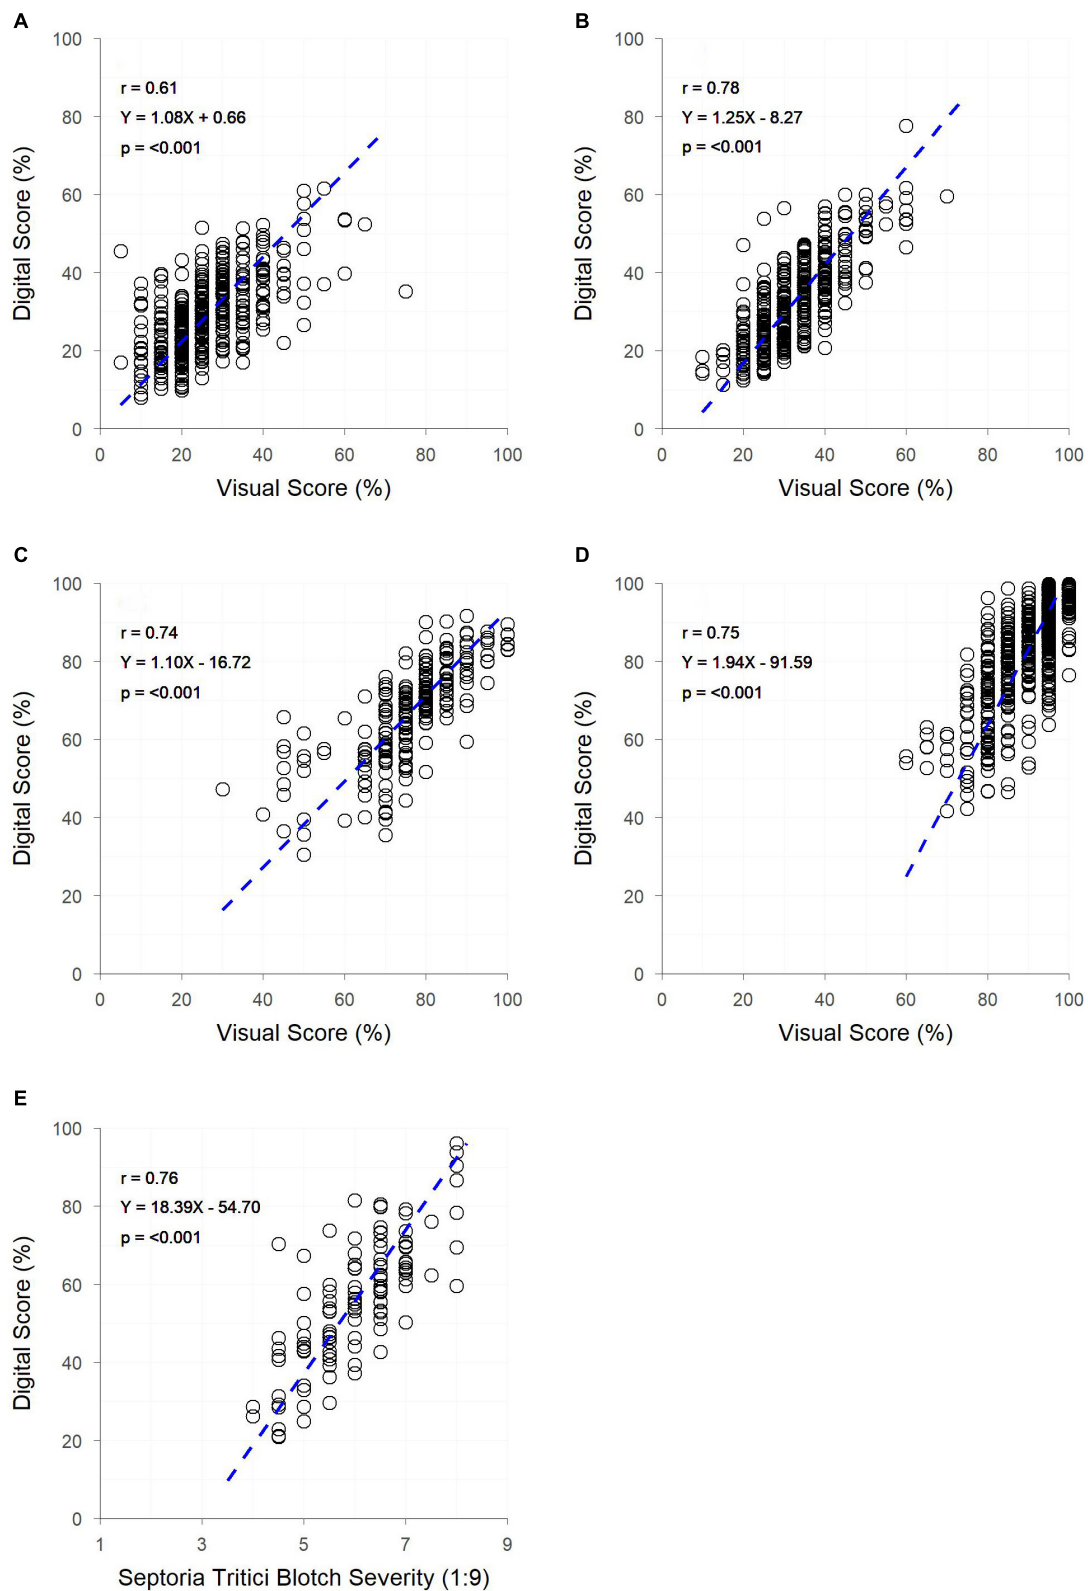 A
100
80
60
40
20
0
Digital Score (%)
r = 0.61
Y = 1.08X + 0.66
p = <0.001
0 20 40 60 80 100
Visual Score (%)
B
100
80
60
40
20
0
Digital Score (%)
r = 0.78
Y = 1.25X - 8.27
p = <0.001
0 20 40 60 80 100
Visual Score (%)
C
100
80
60
40
20
0
Digital Score (%)
r = 0.74
Y = 1.10X - 16.72
p = <0.001
0 20 40 60 80 100
Visual Score (%)
D
100
80
60
40
20
0
Digital Score (%)
r = 0.75
Y = 1.94X - 91.59
p = <0.001
0 20 40 60 80 100
Visual Score (%)
E
100
80
60
40
20
0
Digital Score (%)
r = 0.76
Y = 18.39X - 54.70
p = <0.001
1 3 5 7 9
Septoria Tritici Blotch Severity (1:9)